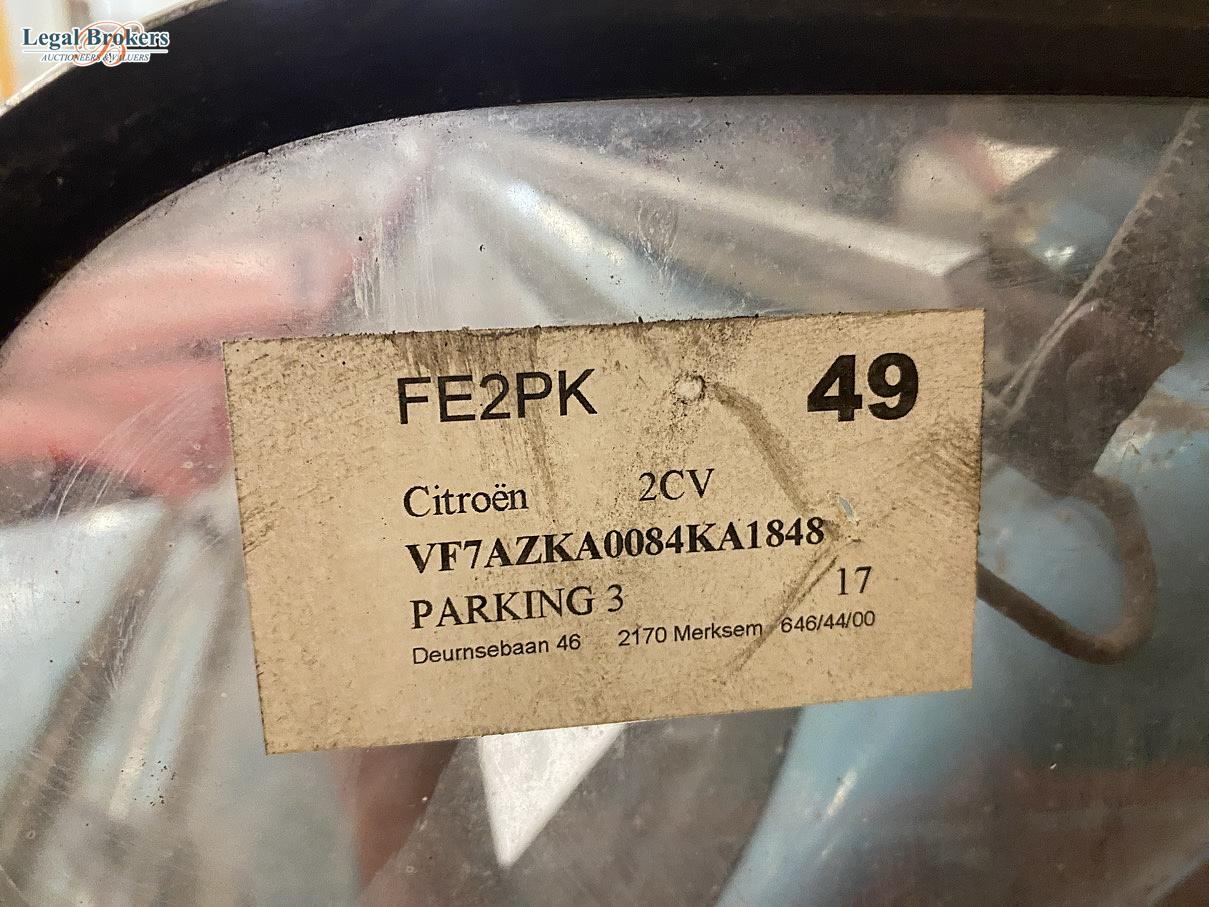 Legal Brokers
AUCTIONEERS & VALUERS
FE2PK 49
Citroën 2CV
VF7AZKA0084KA1848
PARKING 3 17
Deurnsebaan 46 2170 Merksem 646/44/00